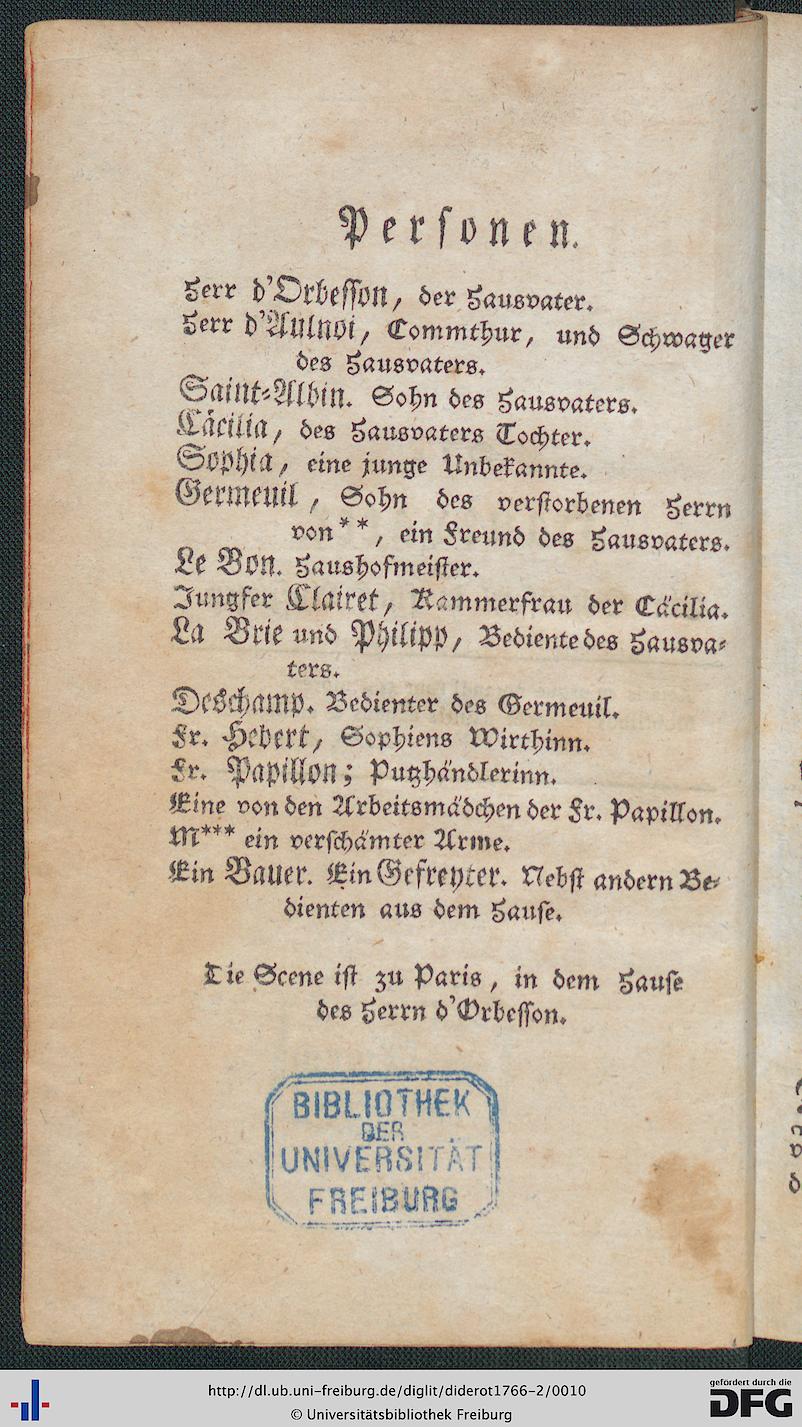 Personen.
Herr d'Orbesson, der Hausvater.
Herr d'Aulnoi, Commthur, und Schwager
des Hausvaters.
Saint-Albin. Sohn des Hausvaters.
Cäcilia, des Hausvaters Tochter.
Sophia, eine junge Unbekannte.
Germeuil, Sohn des verstorbenen Herrn
von**, ein Freund des Hausvaters.
Le Bon. Haushofmeister.
Jungfer Clairet, Kammerfrau der Cäcilia.
La Brie und Philipp, Bediente des Hausva-
ters.
Deschamp. Bedienter des Germeuil.
Fr. Hebert, Sophiens Wirthinn.
Fr. Papillon; Putzhändlerinn.
Eine von den Arbeitsmädchen der Fr. Papillon.
M*** ein verschämter Arme.
Ein Bauer. Ein Gefreyter. Nebst andern Be-
dienten aus dem Hause.
Die Scene ist zu Paris, in dem Hause
des Herrn d'Orbesson.
BIBLIOTHEK
DER
UNIVERSITÄT
FREIBURG
http://dl.ub.uni-freiburg.de/diglit/diderot1766-2/0010
© Universitätsbibliothek Freiburg
gefördert durch die
DFG